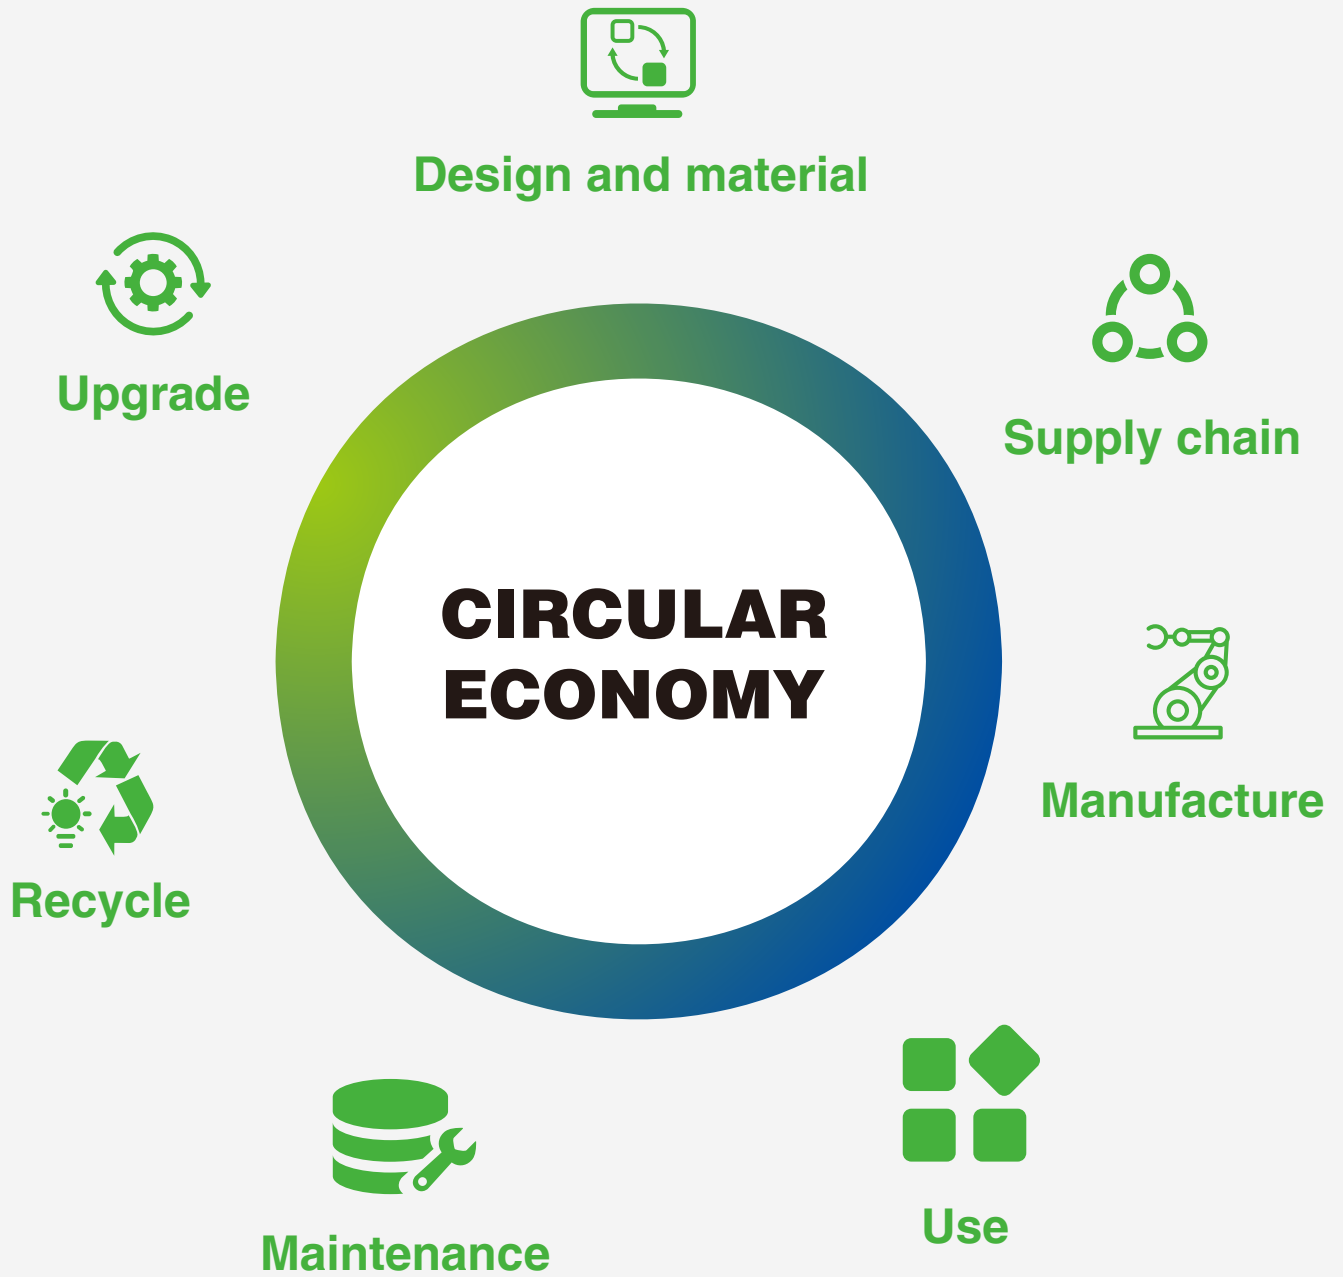 Design and material
Upgrade
Supply chain
CIRCULAR
ECONOMY
Manufacture
Recycle
Use
Maintenance